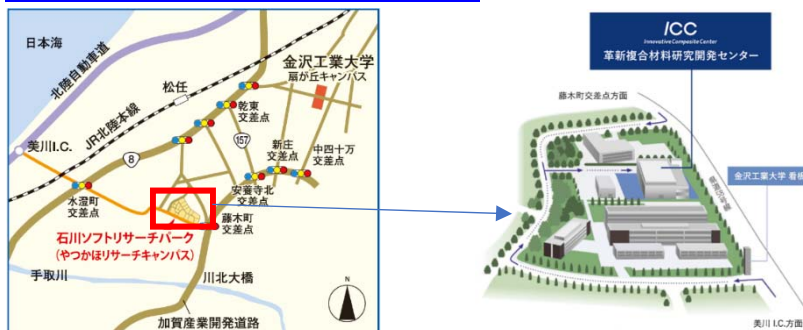 日本海
北陸自動車道
美川I.C.
JR北陸本線
松任
8
水澄町
交差点
乾東
交差点
157
金沢工業大学
扇が丘キャンパス
新庄
交差点
中四十万
交差点
安養寺北
交差点
藤木町
交差点
石川ソフトリサーチパーク
(やつかほリサーチキャンパス)
手取川
川北大橋
加賀産業開発道路
N
ICC
Innovative Composite Center
革新複合材料研究開発センター
藤木町交差点方面
金沢工業大学 看板
美川 I.C.方面